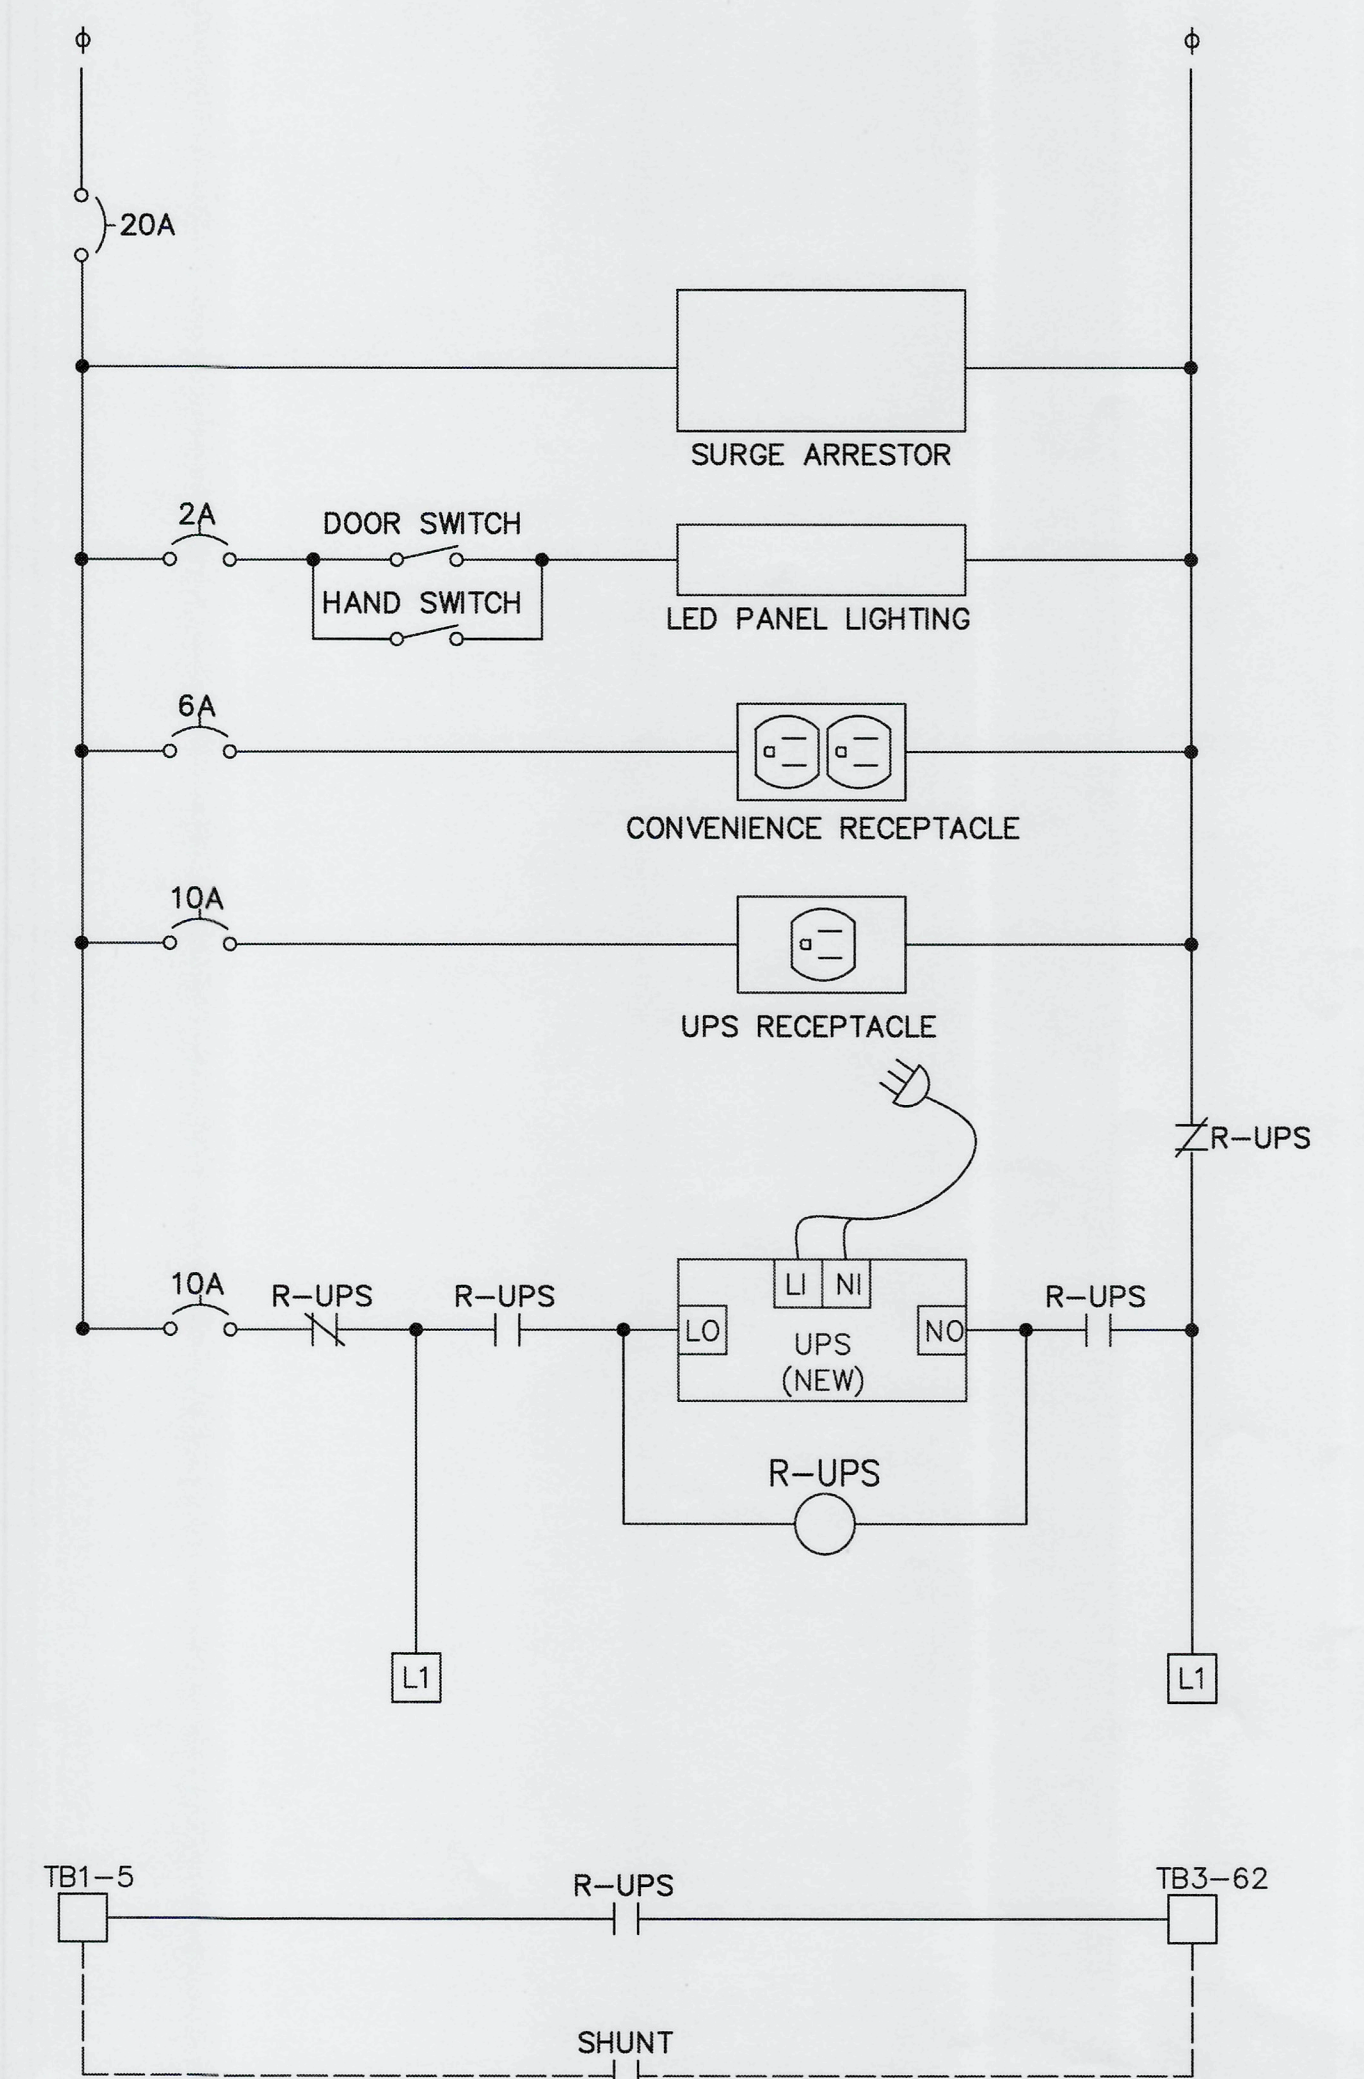 ϕ ϕ
20A
SURGE ARRESTOR
2A
DOOR SWITCH
HAND SWITCH
LED PANEL LIGHTING
6A
CONVENIENCE RECEPTACLE
10A
UPS RECEPTACLE
R-UPS
10A
R-UPS
R-UPS
LI
NI
R-UPS
LO
UPS
(NEW)
NO
R-UPS
L1
L1
TB1-5
R-UPS
TB3-62
SHUNT